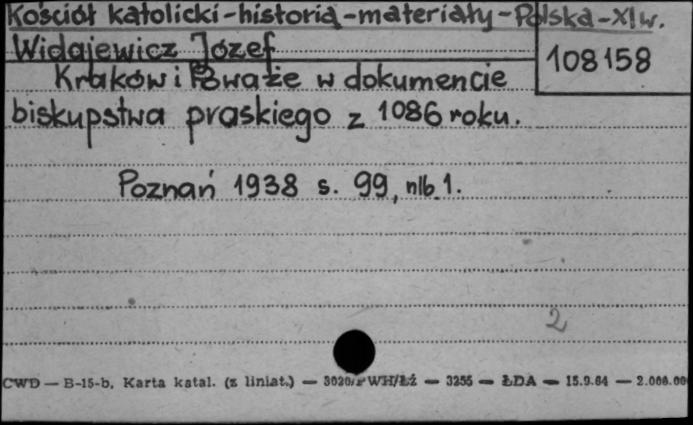 Kościół katolicki-historia-materiały-Polska-XI w.
Widajewicz Józef
108158
Kraków i Poważe w dokumencie
biskupstwa praskiego z 1086 roku.
Poznań 1938 s. 99, nlb. 1.
2
CWD — B-15-b, Karta katal. (z liniat.) — 3020/PWH/Łż — 3255 — ŁDA — 15.9.64 — 2.000.00